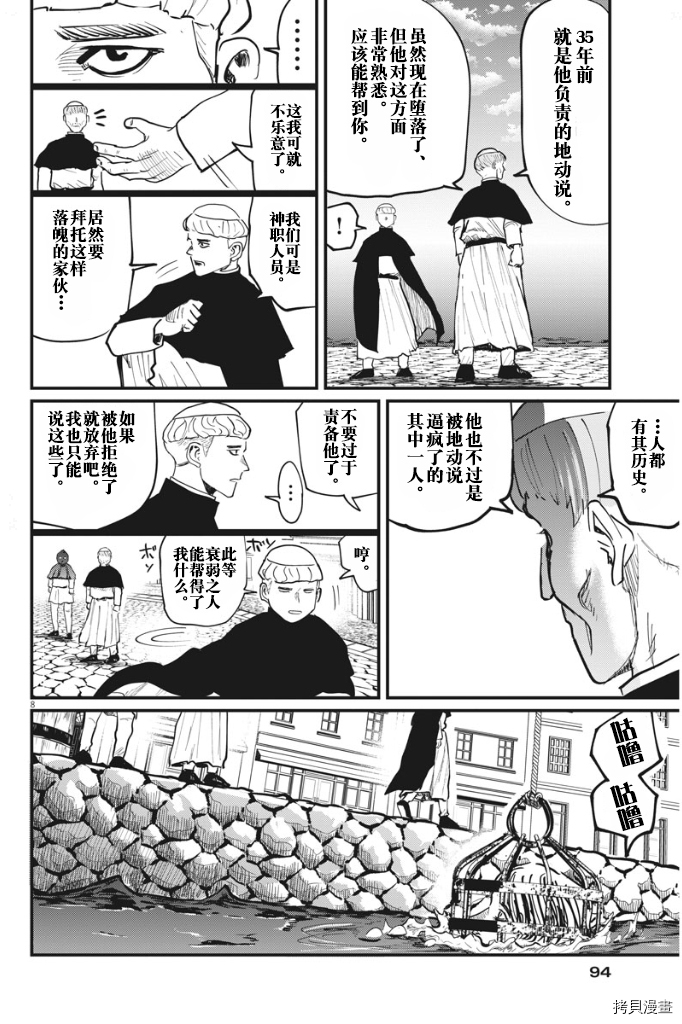 35年前
就是他负责的地动说。
虽然现在堕落了、
但他对这方面
非常熟悉。
应该能帮到你。
!
……
这我可就
不乐意了。
我们可是
神职人员。
居然要
拜托这样
落魄的家伙…
…人都
有其历史。
他也不过是
被地动说
逼疯了的
其中一人。
不要过于
责备他了。
…
如果
被他拒绝了
就放弃吧。
我也只能
说这些了。
哼。
ホッ
此等
衰弱之人
能帮得了
我什么。
ボソ
8
咕噜
咕噜
94
拷贝漫畫